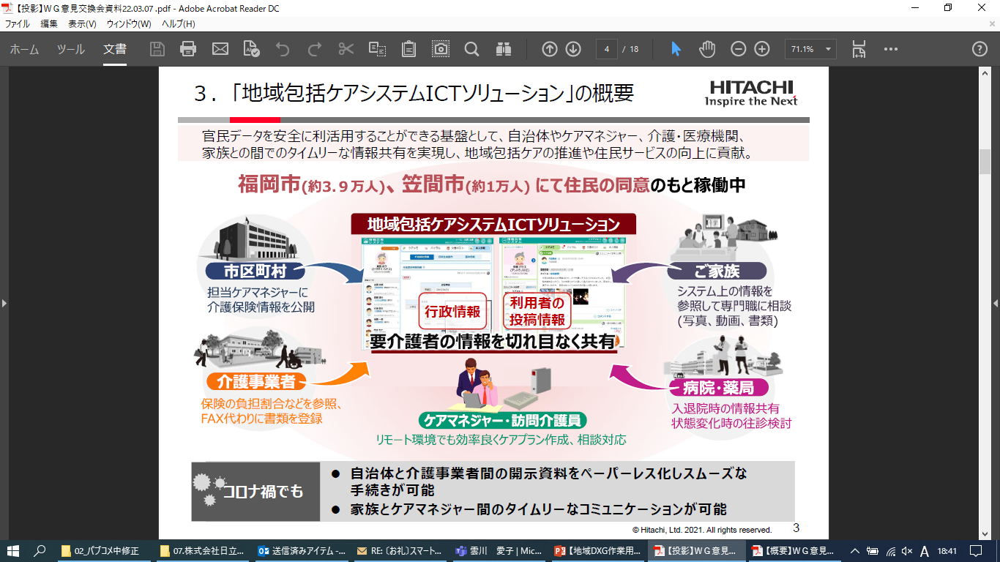 【投影】ＷＧ意見交換会資料22.03.07 .pdf - Adobe Acrobat Reader DC
ファイル 編集 表示(V) ウィンドウ(W) ヘルプ(H)
ホーム ツール 文書 4 / 18 71.1%
３．「地域包括ケアシステムICTソリューション」の概要
HITACHI
Inspire the Next
官民データを安全に利活用することができる基盤として、自治体やケアマネジャー、介護・医療機関、
家族との間でのタイムリーな情報共有を実現し、地域包括ケアの推進や住民サービスの向上に貢献。
福岡市(約3.９万人)、笠間市(約1万人) にて住民の同意のもと稼働中
地域包括ケアシステムICTソリューション
市区町村
担当ケアマネジャーに
介護保険情報を公開
行政情報
利用者の
投稿情報
要介護者の情報を切れ目なく共有
ご家族
システム上の情報を
参照して専門職に相談
(写真、動画、書類)
介護事業者
保険の負担割合などを参照、
FAX代わりに書類を登録
ケアマネジャー・訪問介護員
リモート環境でも効率良くケアプラン作成、相談対応
病院・薬局
入退院時の情報共有
状態変化時の往診検討
コロナ禍でも
● 自治体と介護事業者間の開示資料をペーパーレス化しスムーズな
手続きが可能
● 家族とケアマネジャー間のタイムリーなコミュニケーションが可能
© Hitachi, Ltd. 2021. All rights reserved. 3
02_パブコメ中修正 07.株式会社日立... 送信済みアイテム -... RE: 〔お礼〕スマート... 雲川 愛子 | Mic... 【地域DXG作業用... 【投影】ＷＧ意見... 【概要】ＷＧ意見... A 18:41